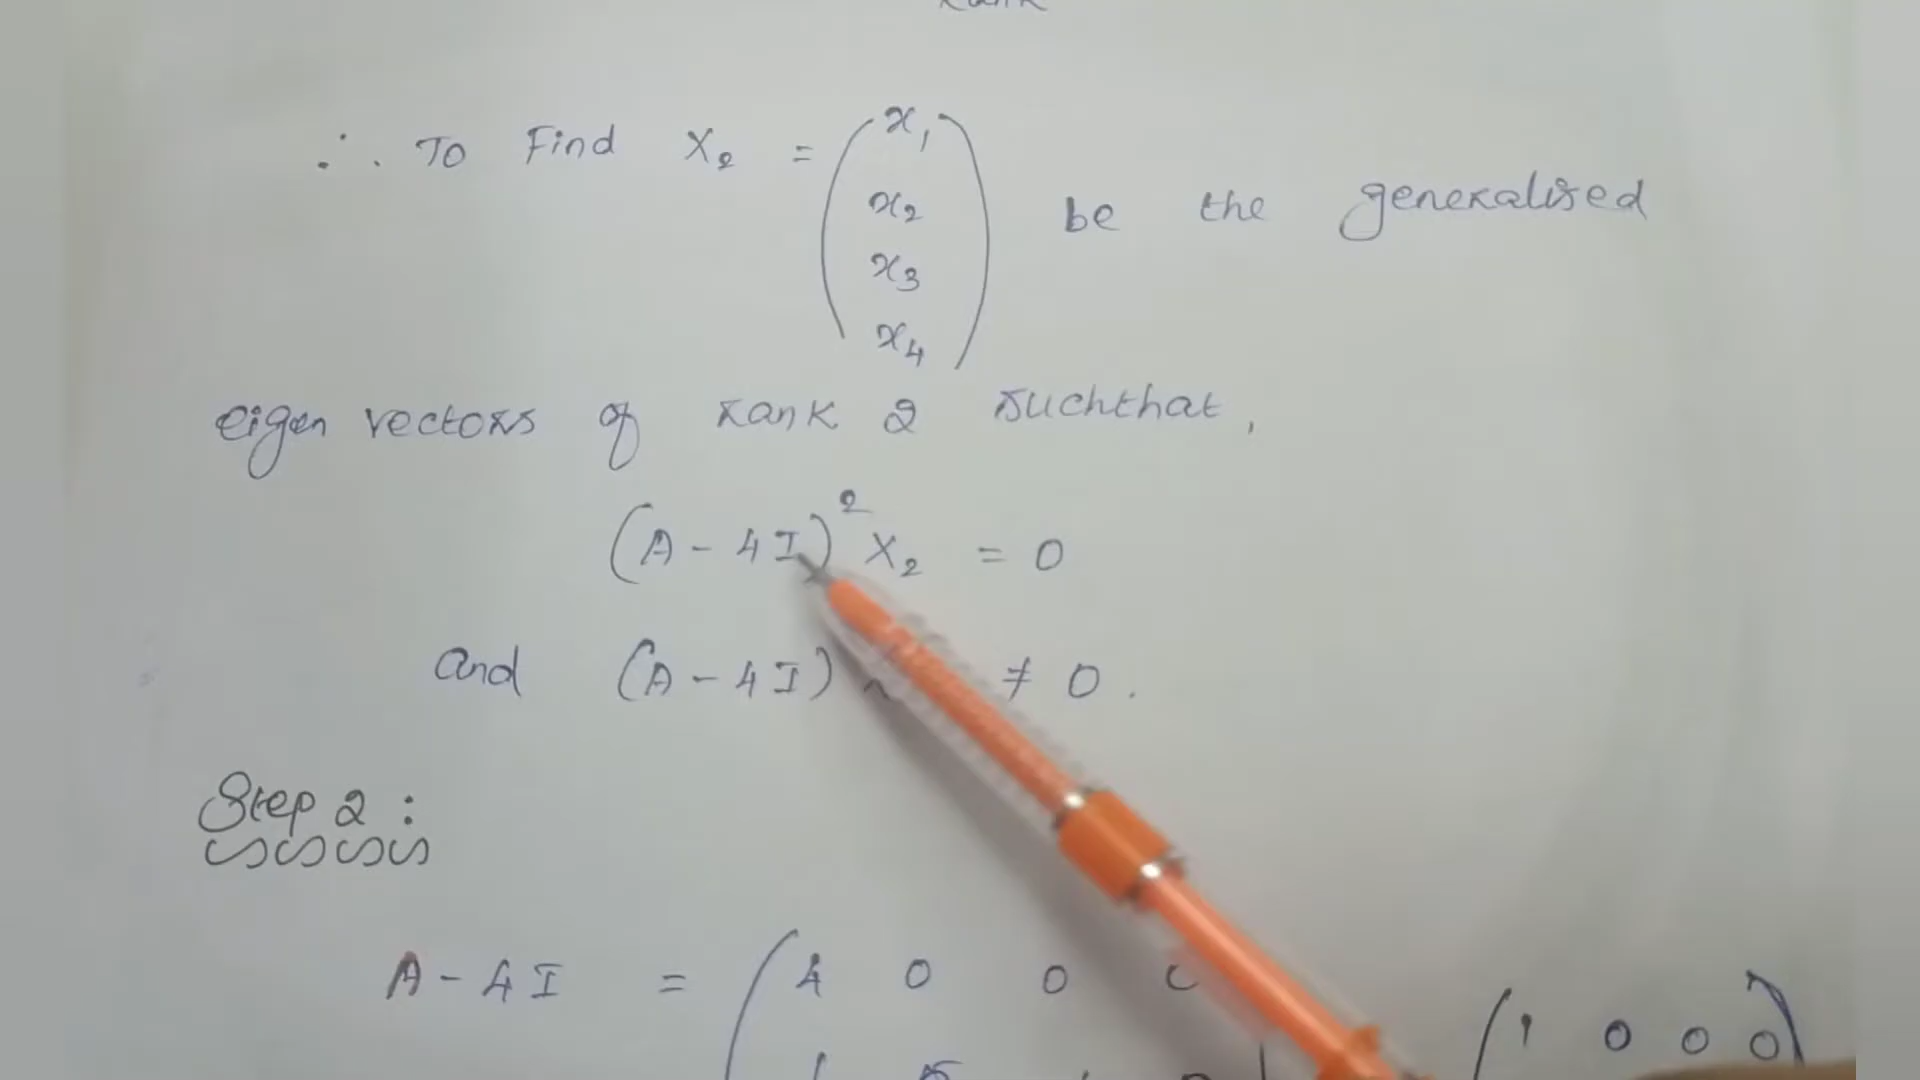 ∴ To Find X₂ = (x₁
x₂
x₃
x₄) be the generalised
eigen vectors of rank 2 suchthat,
(A - 4I)² X₂ = 0
and (A - 4I) ≠ 0.
Step 2 :
A - 4I = (4 0 0
(1 0 0 0)